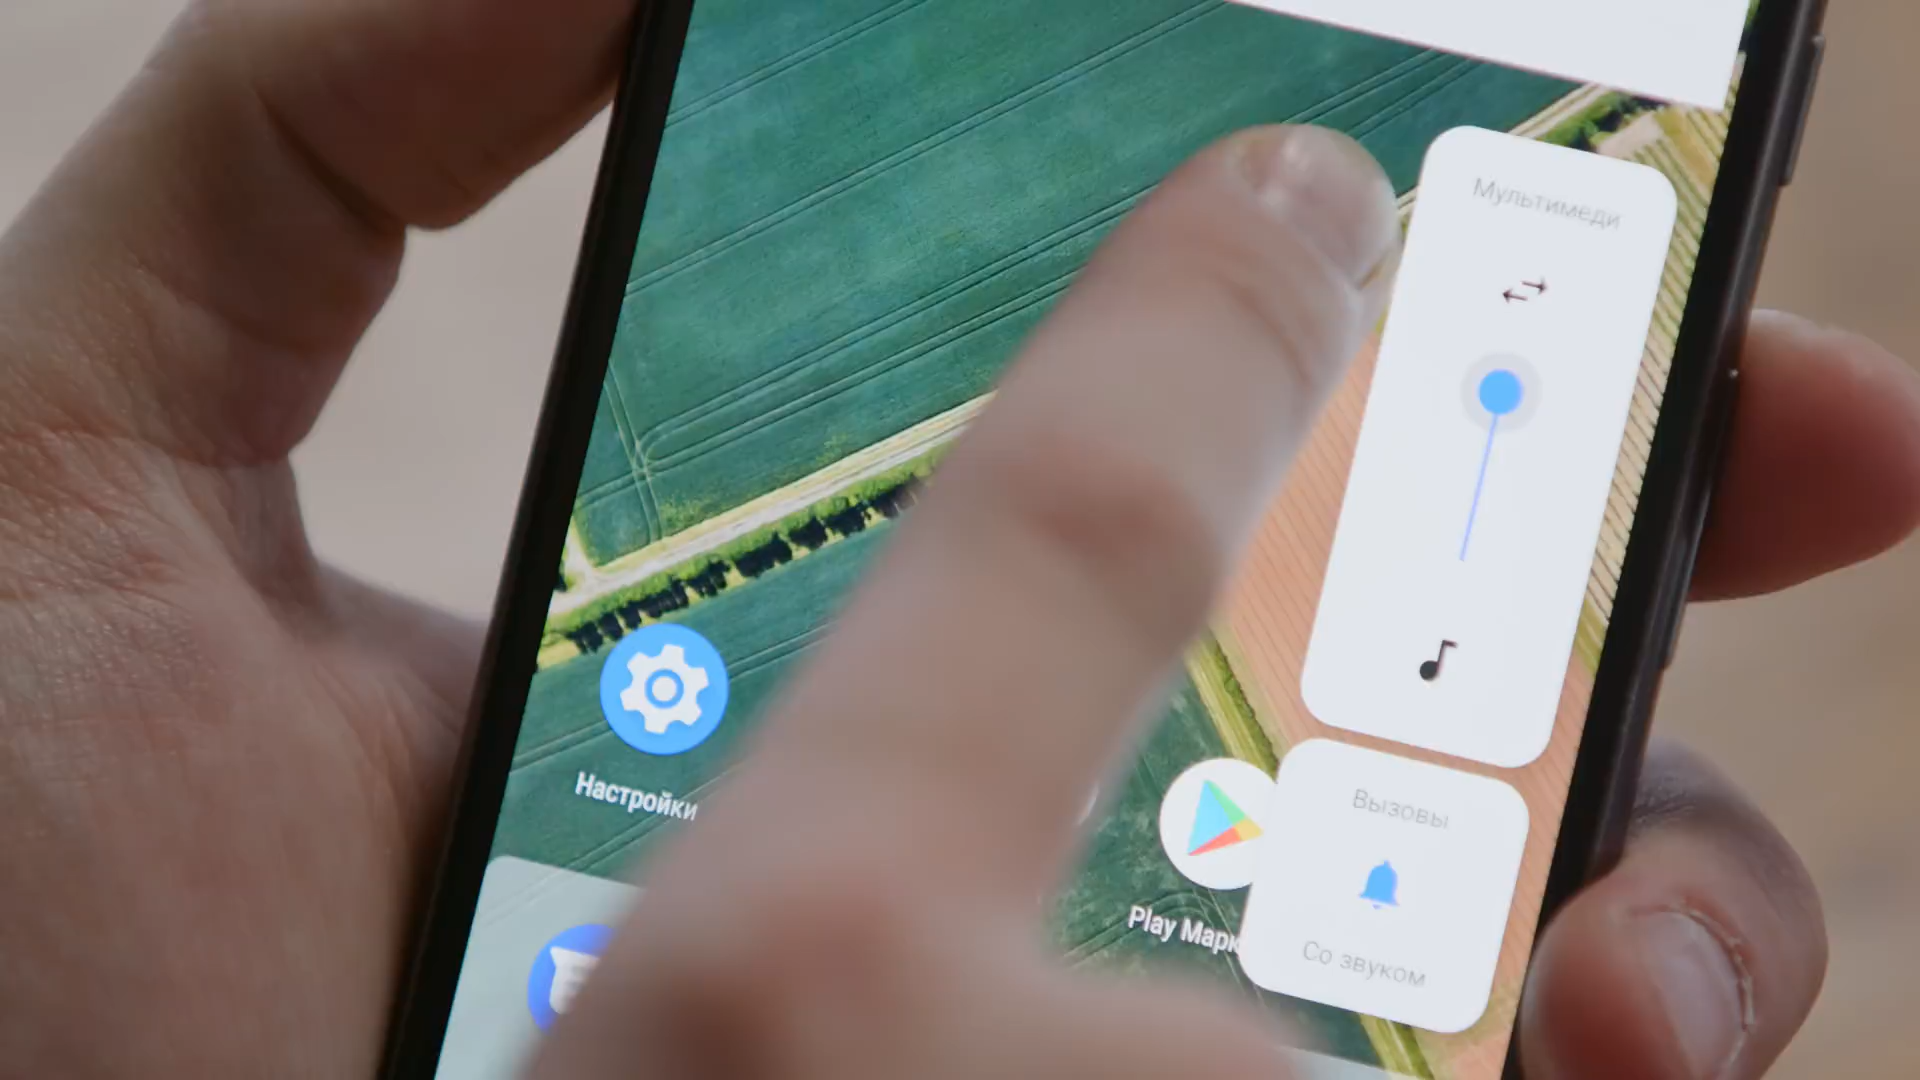 Мультимеди
Настройки
Вызовы
Play Марк
Со звуком